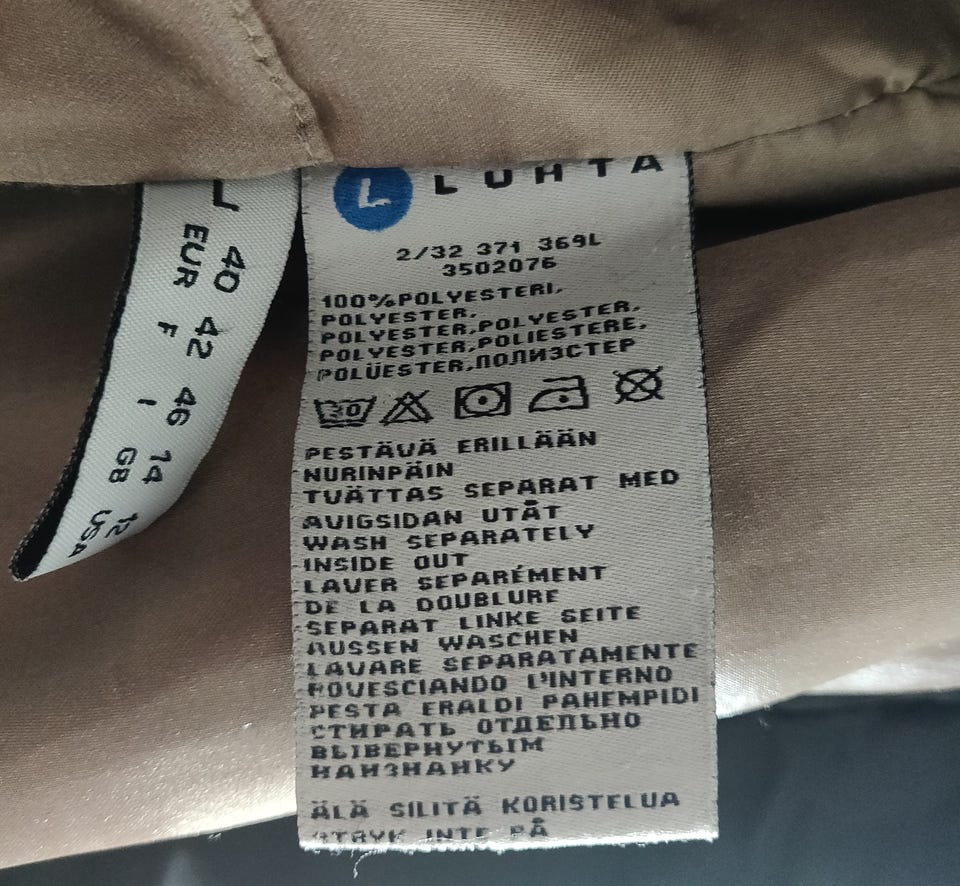 40 42 46 14 12
EUR F I GB USA
L LUHTA
2/32 371 369L
3502076
100%POLYESTERI,
POLYESTER,
POLYESTER,POLYESTER,
POLYESTER,POLIESTERE,
POLÜESTER,ПОЛИЭСТЕР
30
PESTÄVÄ ERILLÄÄN
NURINPÄIN
TVÄTTAS SEPARAT MED
AVIGSIDAN UTÅT
WASH SEPARATELY
INSIDE OUT
LAVER SEPARÉMENT
DE LA DOUBLURE
SEPARAT LINKE SEITE
AUSSEN WASCHEN
LAVARE SEPARATAMENTE
ROVESCIANDO L'INTERNO
PESTA ERALDI PAHEMPIDI
СТИРАТЬ ОТДЕЛЬНО
ВЫВЕРНУТЫМ
НАИЗНАНКУ
ÄLÄ SILITÄ KORISTELUA
STRYK INTE PÅ